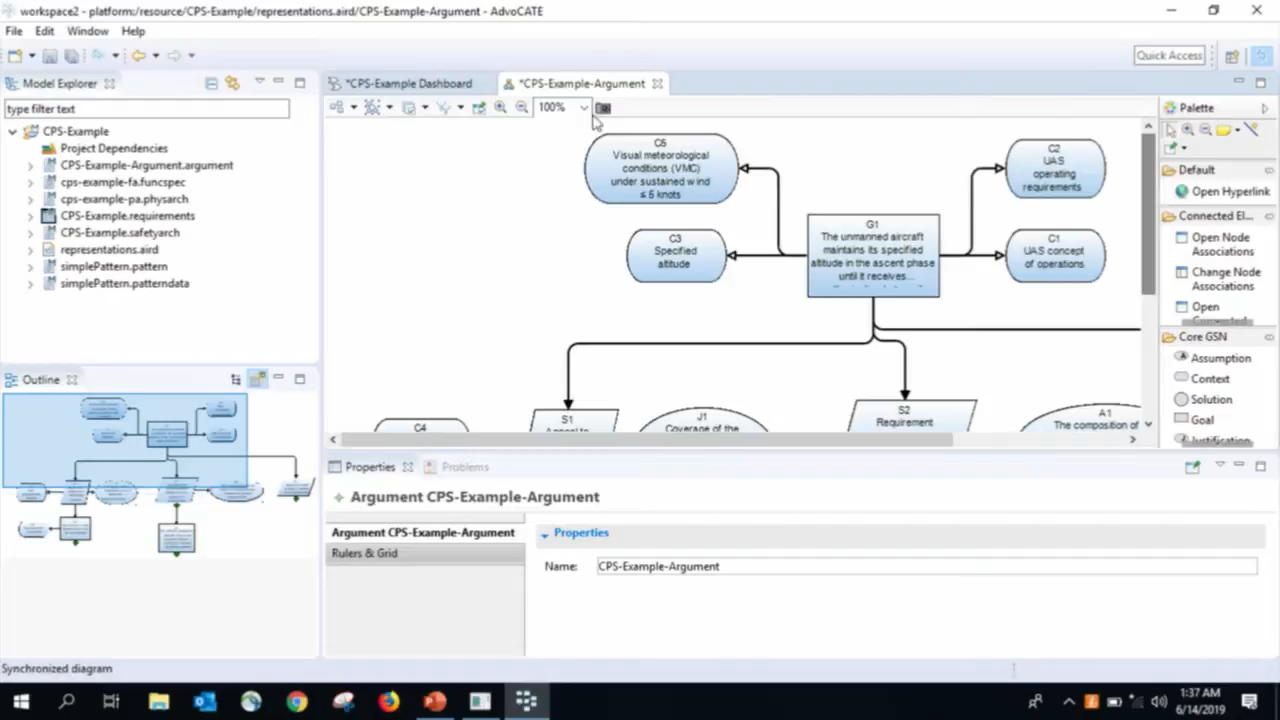 workspace2 - platform:/resource/CPS-Example/representations.aird/CPS-Example-Argument - AdvoCATE
File Edit Window Help
Quick Access
Model Explorer
type filter text
CPS-Example
Project Dependencies
CPS-Example-Argument.argument
cps-example-fa.funcspec
cps-example-pa.physarch
CPS-Example.requirements
CPS-Example.safetyarch
representations.aird
simplePattern.pattern
simplePattern.patterndata
Outline
*CPS-Example Dashboard
*CPS-Example-Argument
100%
C5
Visual meteorological
conditions (VMC)
under sustained wind
≤ 5 knots
C2
UAS
operating
requirements
C3
Specified
altitude
G1
The unmanned aircraft
maintains its specified
altitude in the ascent phase
until it receives...
C1
UAS concept
of operations
C4
S1
Appeal to
J1
Coverage of the
S2
Requirement
A1
The composition of
Palette
Default
Open Hyperlink
Connected El...
Open Node
Associations
Change Node
Associations
Open
Core GSN
Assumption
Context
Solution
Goal
Justification
Properties
Problems
Argument CPS-Example-Argument
Argument CPS-Example-Argument
Rulers & Grid
Properties
Name: CPS-Example-Argument
Synchronized diagram
1:37 AM
6/14/2019